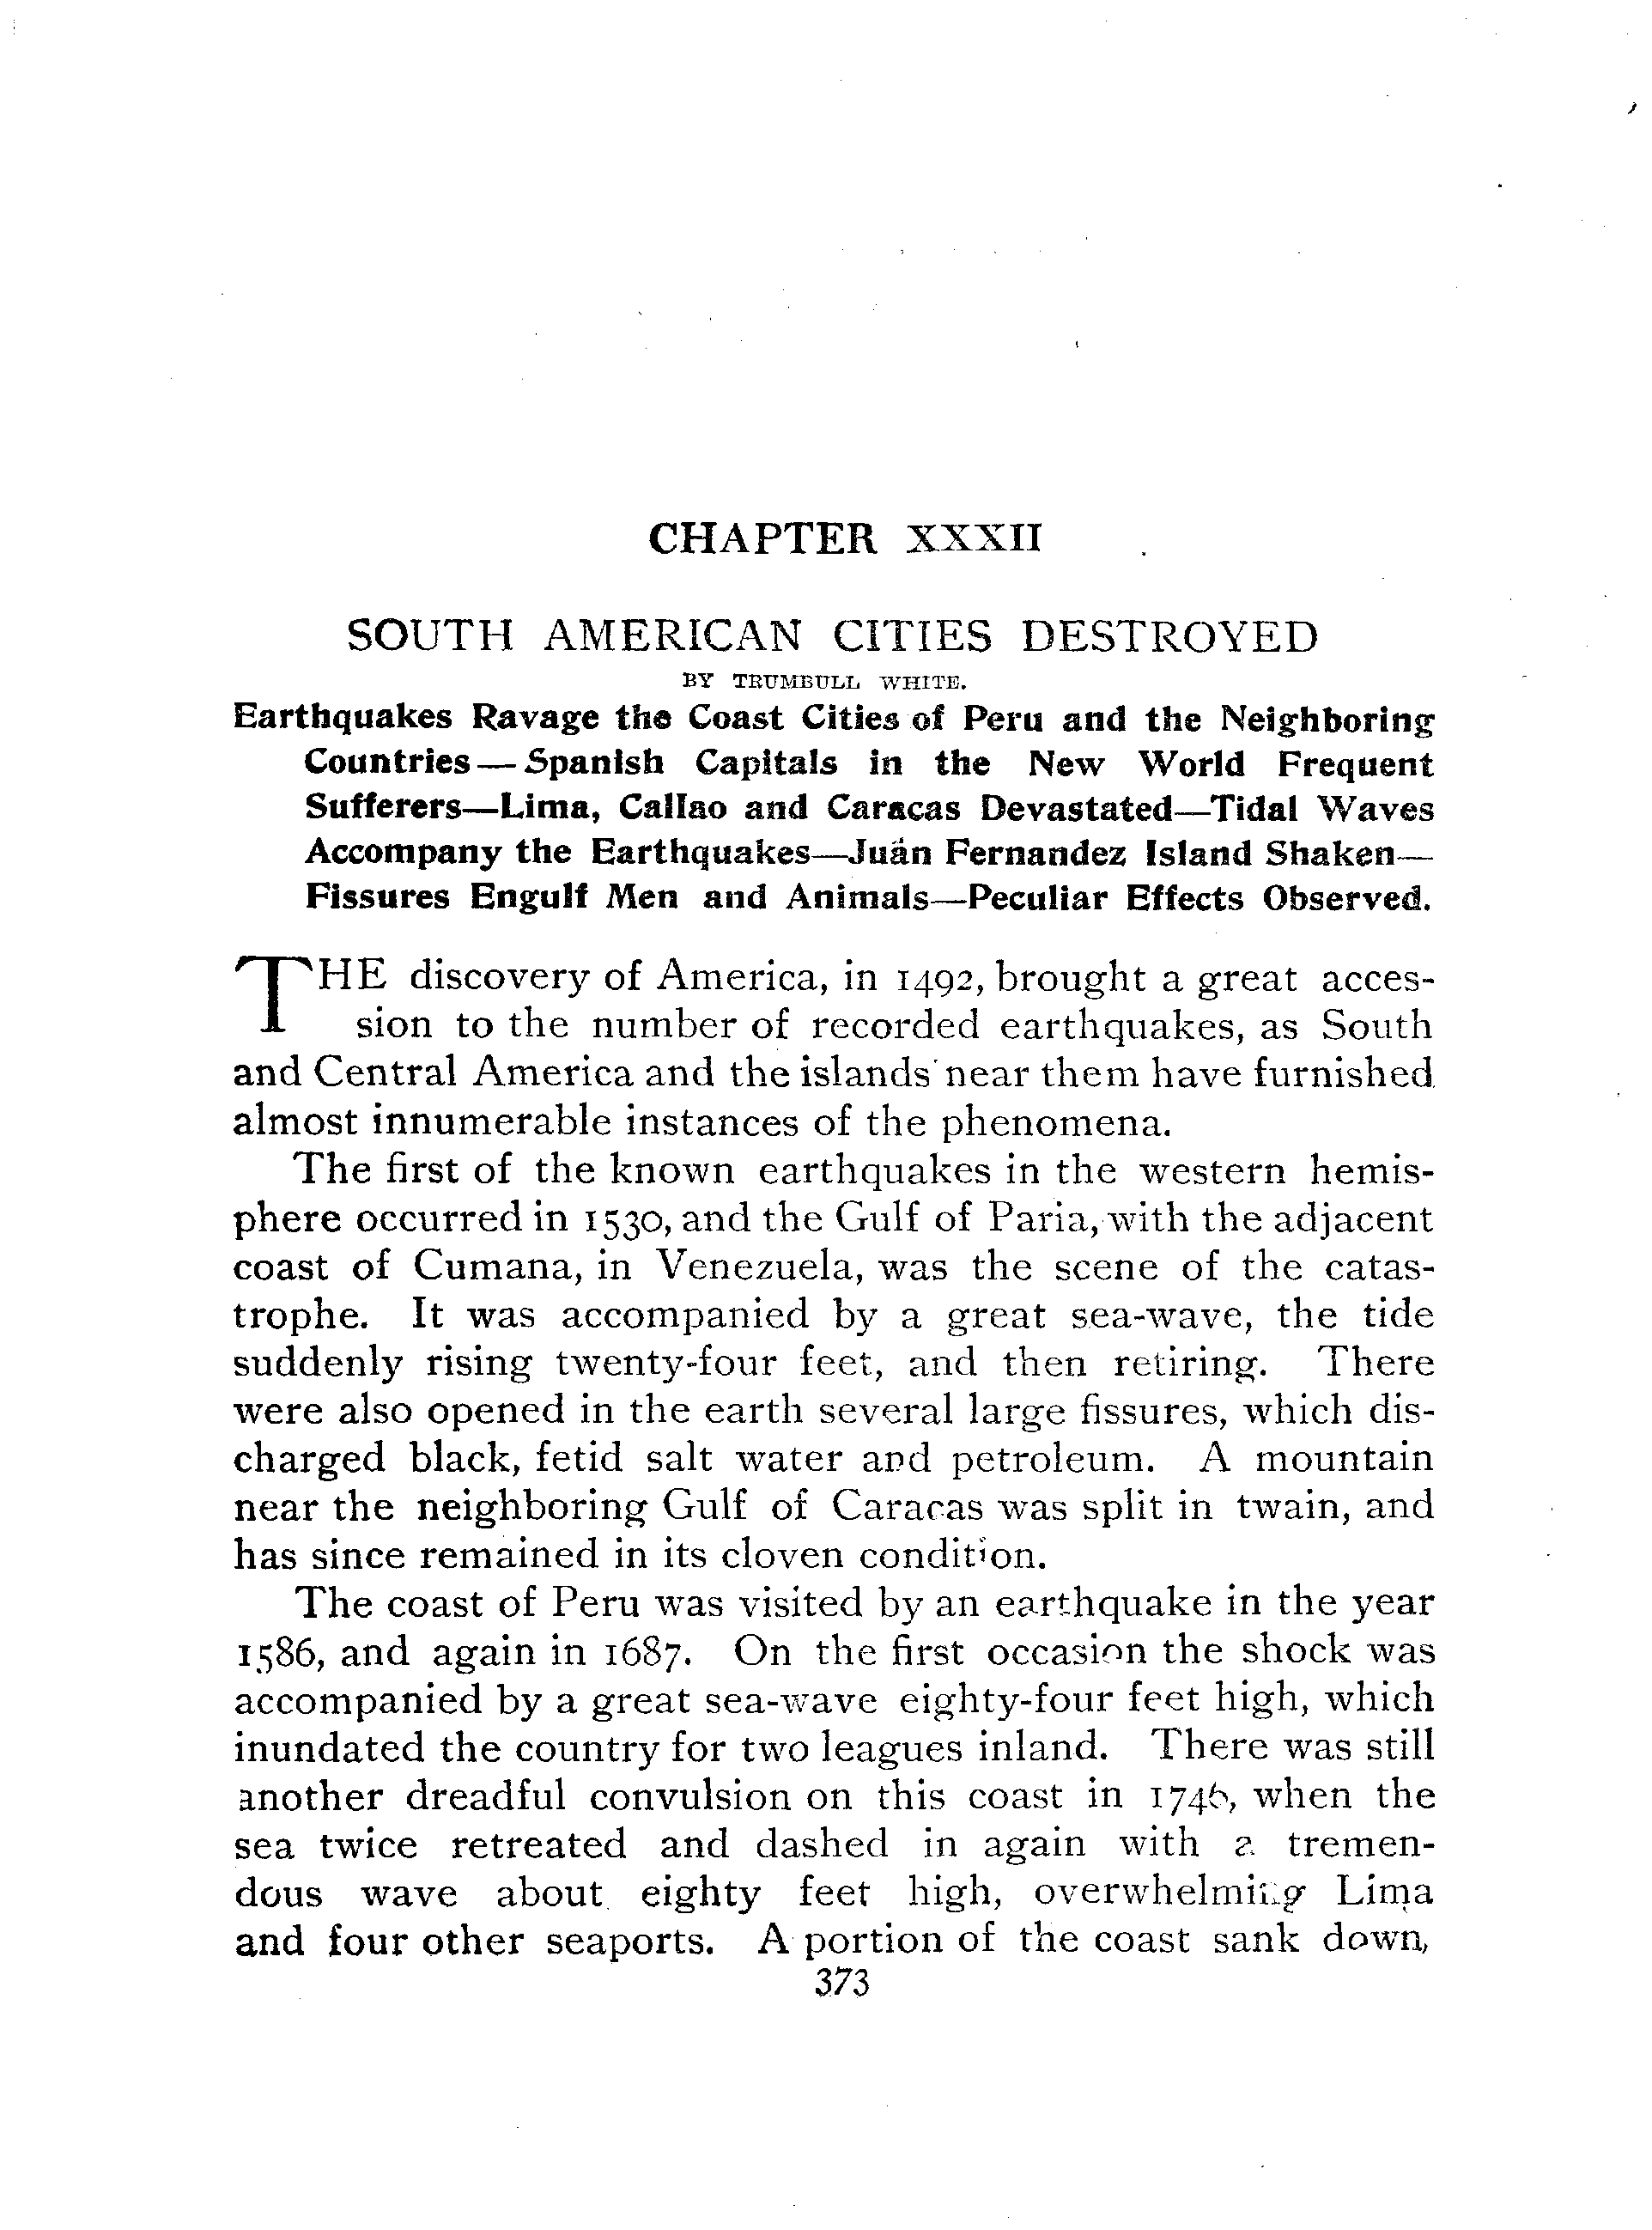 CHAPTER XXXII
SOUTH AMERICAN CITIES DESTROYED
BY TRUMBULL WHITE.
Earthquakes Ravage the Coast Cities of Peru and the Neighboring
Countries—Spanish Capitals in the New World Frequent
Sufferers—Lima, Callao and Caracas Devastated—Tidal Waves
Accompany the Earthquakes—Juan Fernandez Island Shaken—
Fissures Engulf Men and Animals—Peculiar Effects Observed.
THE discovery of America, in 1492, brought a great acces-
sion to the number of recorded earthquakes, as South
and Central America and the islands near them have furnished
almost innumerable instances of the phenomena.
The first of the known earthquakes in the western hemis-
phere occurred in 1530, and the Gulf of Paria, with the adjacent
coast of Cumana, in Venezuela, was the scene of the catas-
trophe. It was accompanied by a great sea-wave, the tide
suddenly rising twenty-four feet, and then retiring. There
were also opened in the earth several large fissures, which dis-
charged black, fetid salt water and petroleum. A mountain
near the neighboring Gulf of Caracas was split in twain, and
has since remained in its cloven condition.
The coast of Peru was visited by an earthquake in the year
1586, and again in 1687. On the first occasion the shock was
accompanied by a great sea-wave eighty-four feet high, which
inundated the country for two leagues inland. There was still
another dreadful convulsion on this coast in 1746, when the
sea twice retreated and dashed in again with a tremen-
dous wave about eighty feet high, overwhelming Lima
and four other seaports. A portion of the coast sank down,
373